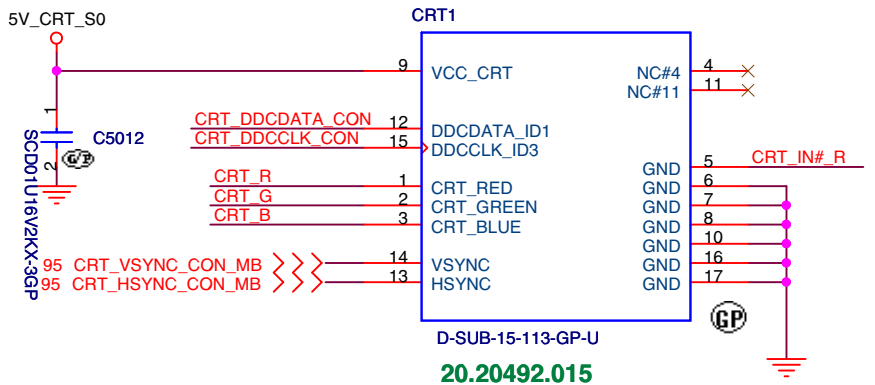 CRT1
5V_CRT_S0
9 VCC_CRT NC#4 4
NC#11 11
1
C5012
2
G/P
SCD01U16V2KX-3GP
CRT_DDCDATA_CON 12 DDCDATA_ID1
CRT_DDCCLK_CON 15 DDCCLK_ID3
GND 5 CRT_IN#_R
CRT_R 1 CRT_RED GND 6
CRT_G 2 CRT_GREEN GND 7
CRT_B 3 CRT_BLUE GND 8
GND 10
95 CRT_VSYNC_CON_MB 14 VSYNC GND 16
95 CRT_HSYNC_CON_MB 13 HSYNC GND 17
GP
D-SUB-15-113-GP-U
20.20492.015